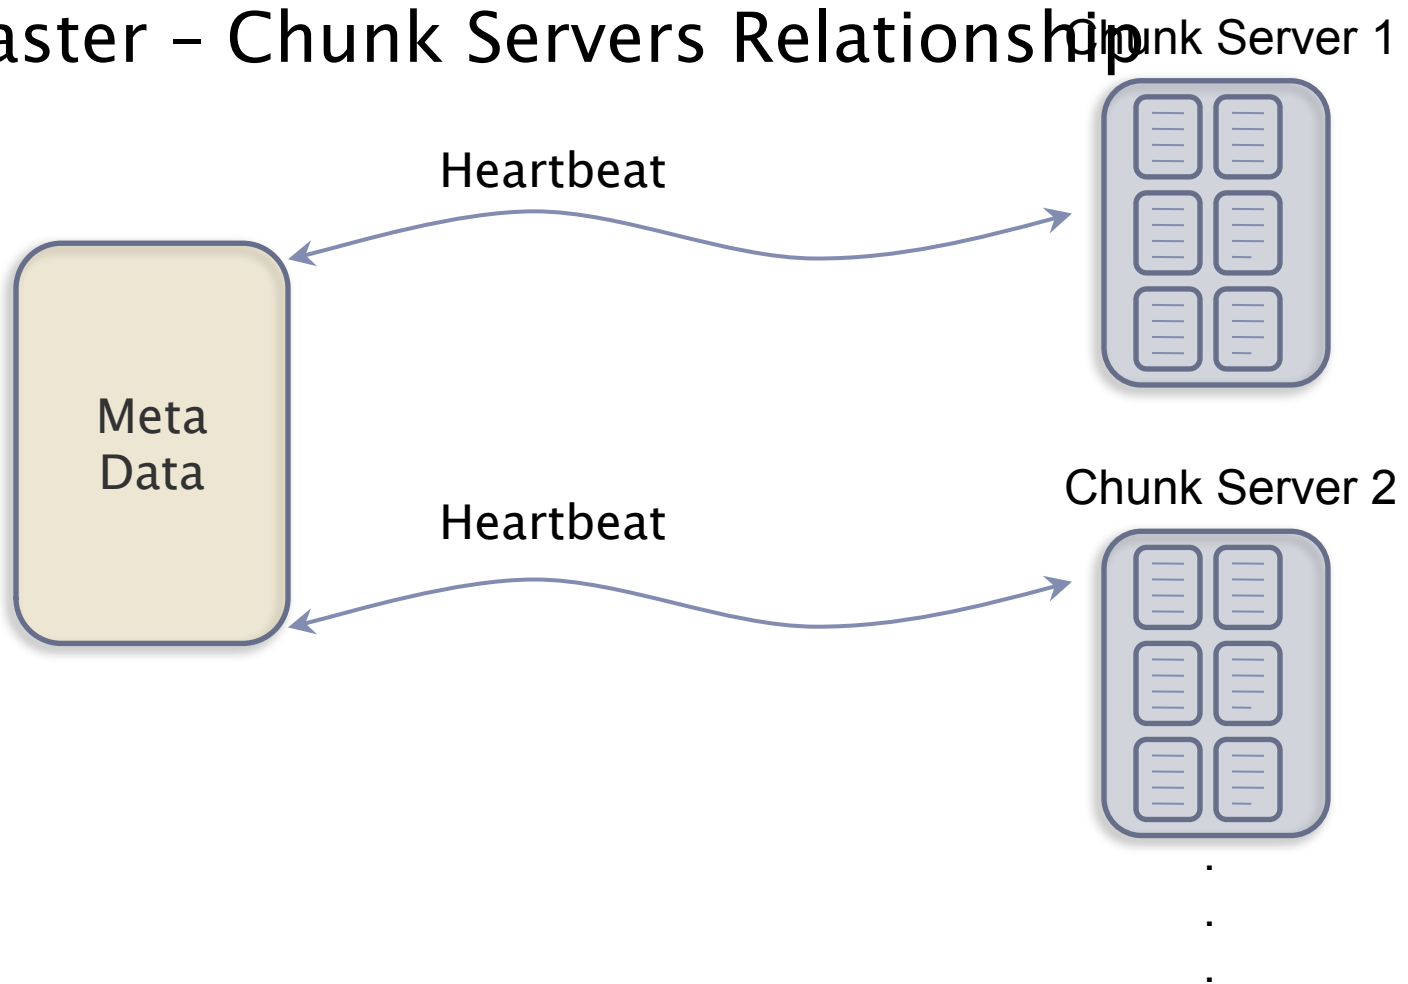 aster – Chunk Servers Relationship
Chunk Server 1
Heartbeat
Meta
Data
Chunk Server 2
Heartbeat
.
.
.